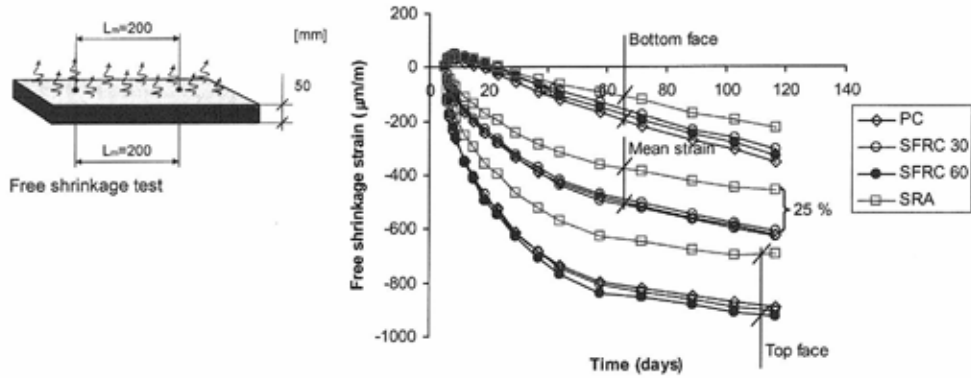 Lm=200
[mm]
50
Lm=200
Free shrinkage test
Free shrinkage strain (µm/m)
200
0
-200
-400
-600
-800
-1000
0 20 40 60 80 100 120 140
Time (days)
Bottom face
Mean strain
25 %
Top face
PC
SFRC 30
SFRC 60
SRA